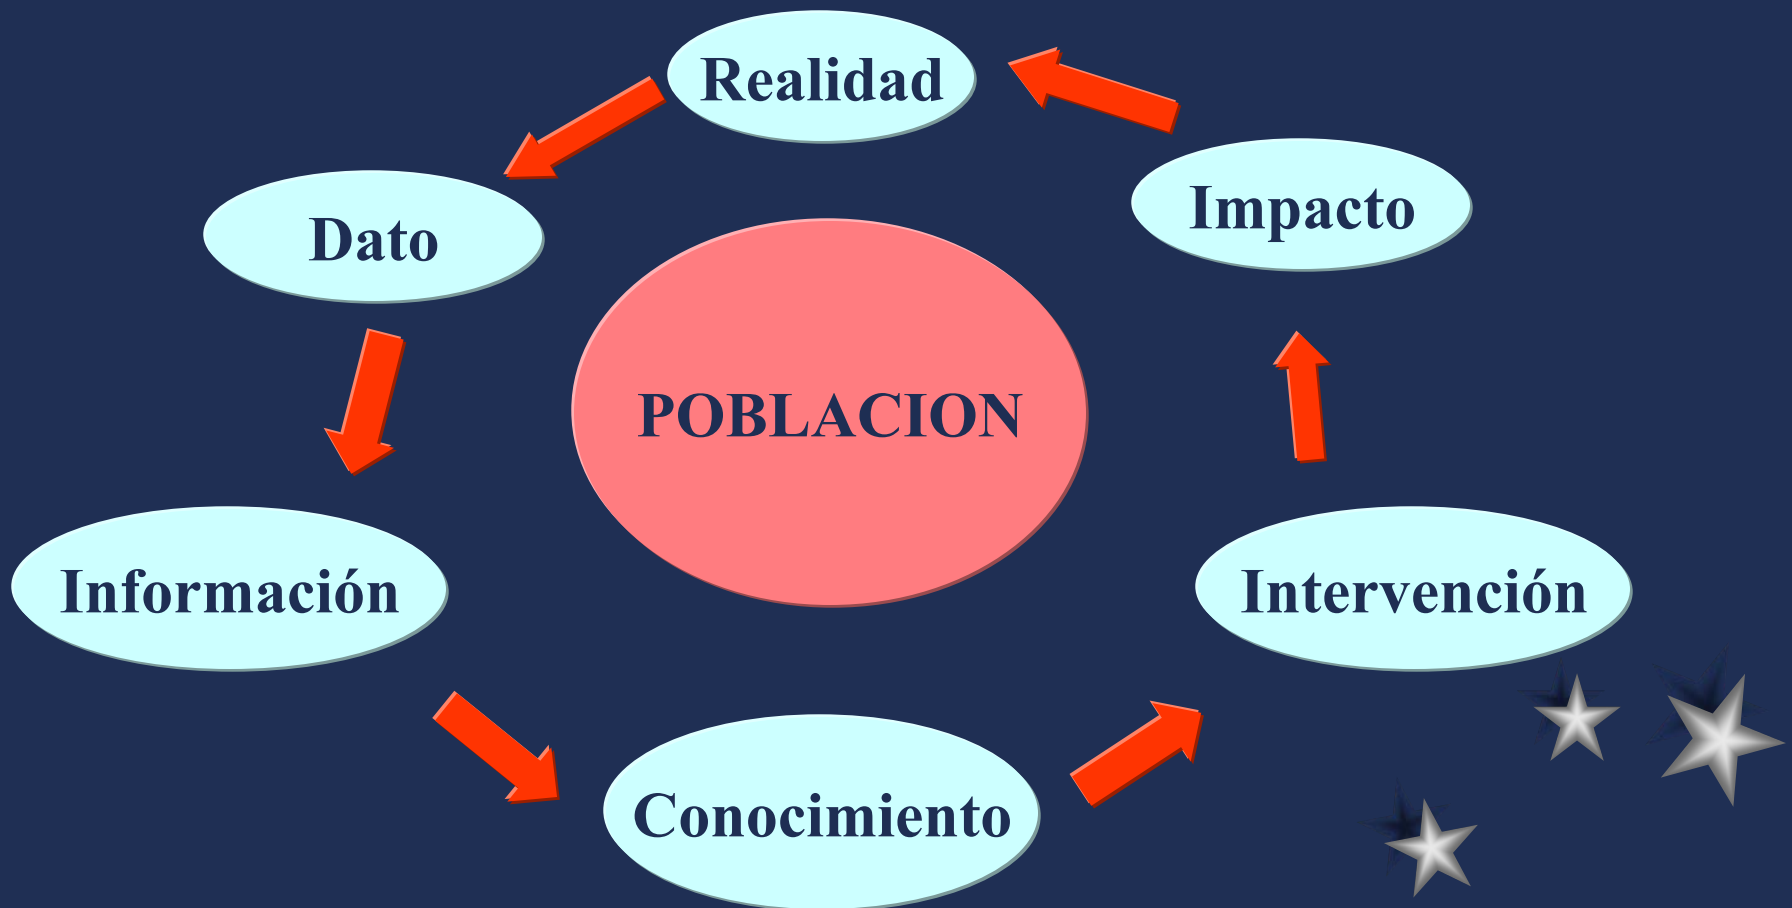 Realidad
Impacto
Dato
POBLACION
Información
Intervención
Conocimiento